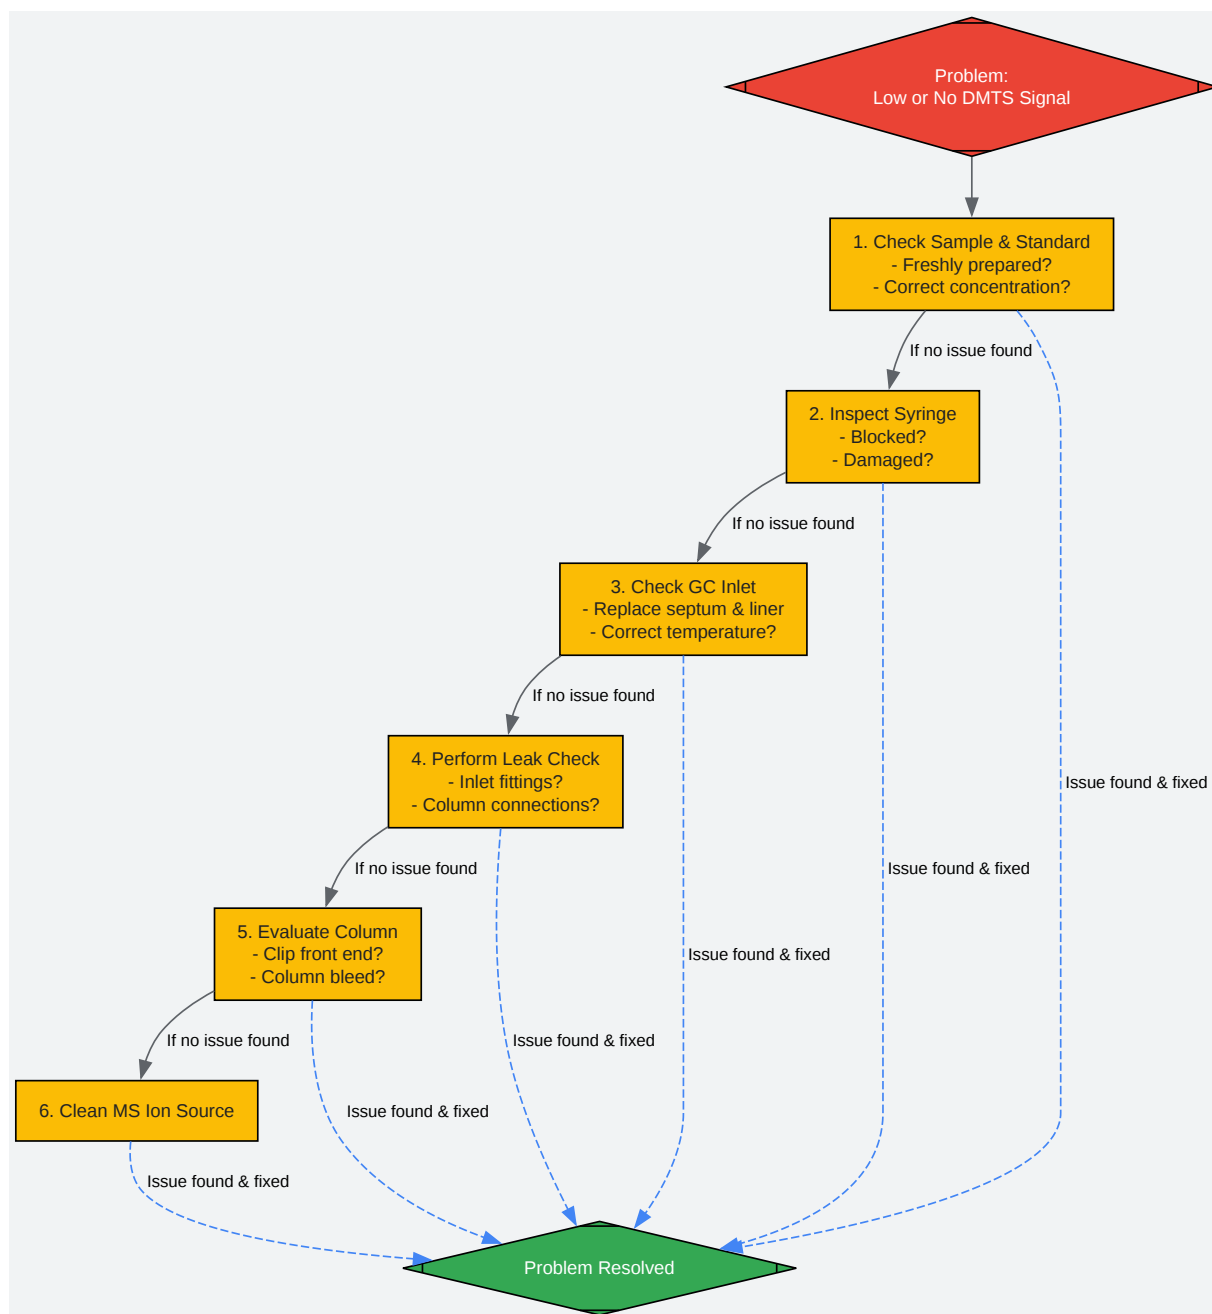 Problem:
Low or No DMTS Signal
1. Check Sample & Standard
- Freshly prepared?
- Correct concentration?
If no issue found
2. Inspect Syringe
- Blocked?
- Damaged?
If no issue found
3. Check GC Inlet
- Replace septum & liner
- Correct temperature?
If no issue found
4. Perform Leak Check
- Inlet fittings?
- Column connections?
Issue found & fixed
If no issue found
Issue found & fixed
5. Evaluate Column
- Clip front end?
- Column bleed?
Issue found & fixed
If no issue found
Issue found & fixed
6. Clean MS Ion Source
Issue found & fixed
Issue found & fixed
Problem Resolved